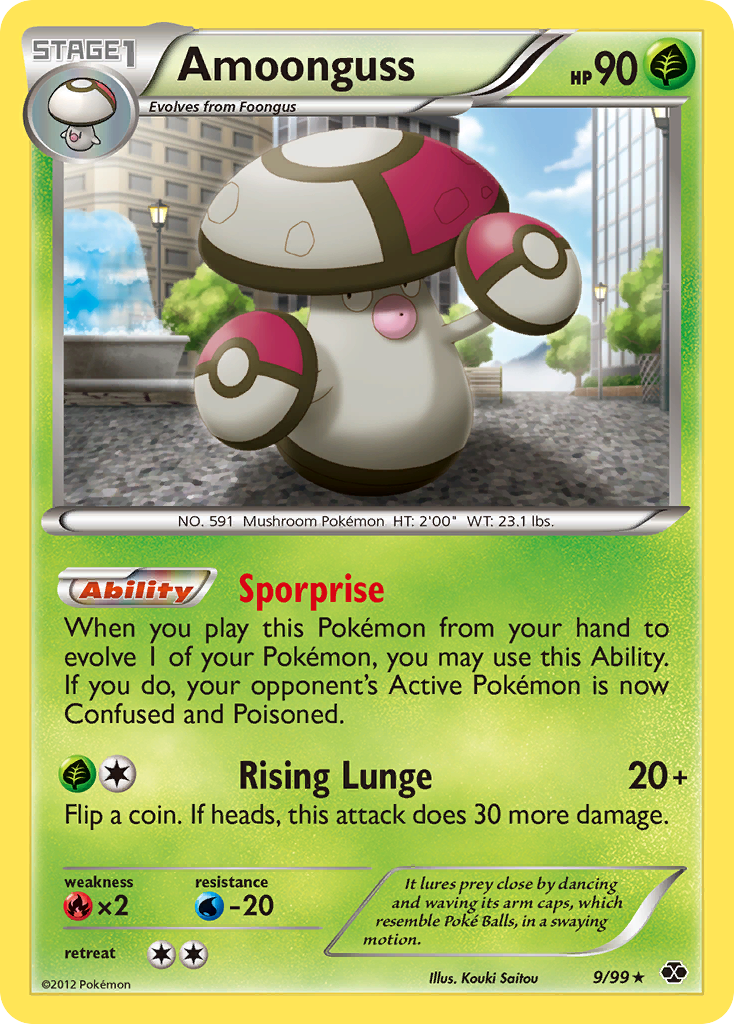 STAGE1
Amoonguss
HP 90
Evolves from Foongus
NO. 591 Mushroom Pokémon HT: 2'00" WT: 23.1 lbs.
Ability Sporprise
When you play this Pokémon from your hand to
evolve 1 of your Pokémon, you may use this Ability.
If you do, your opponent's Active Pokémon is now
Confused and Poisoned.
Rising Lunge 20+
Flip a coin. If heads, this attack does 30 more damage.
weakness
×2
resistance
-20
retreat
It lures prey close by dancing
and waving its arm caps, which
resemble Poké Balls, in a swaying
motion.
©2012 Pokémon
Illus. Kouki Saitou
9/99 ★